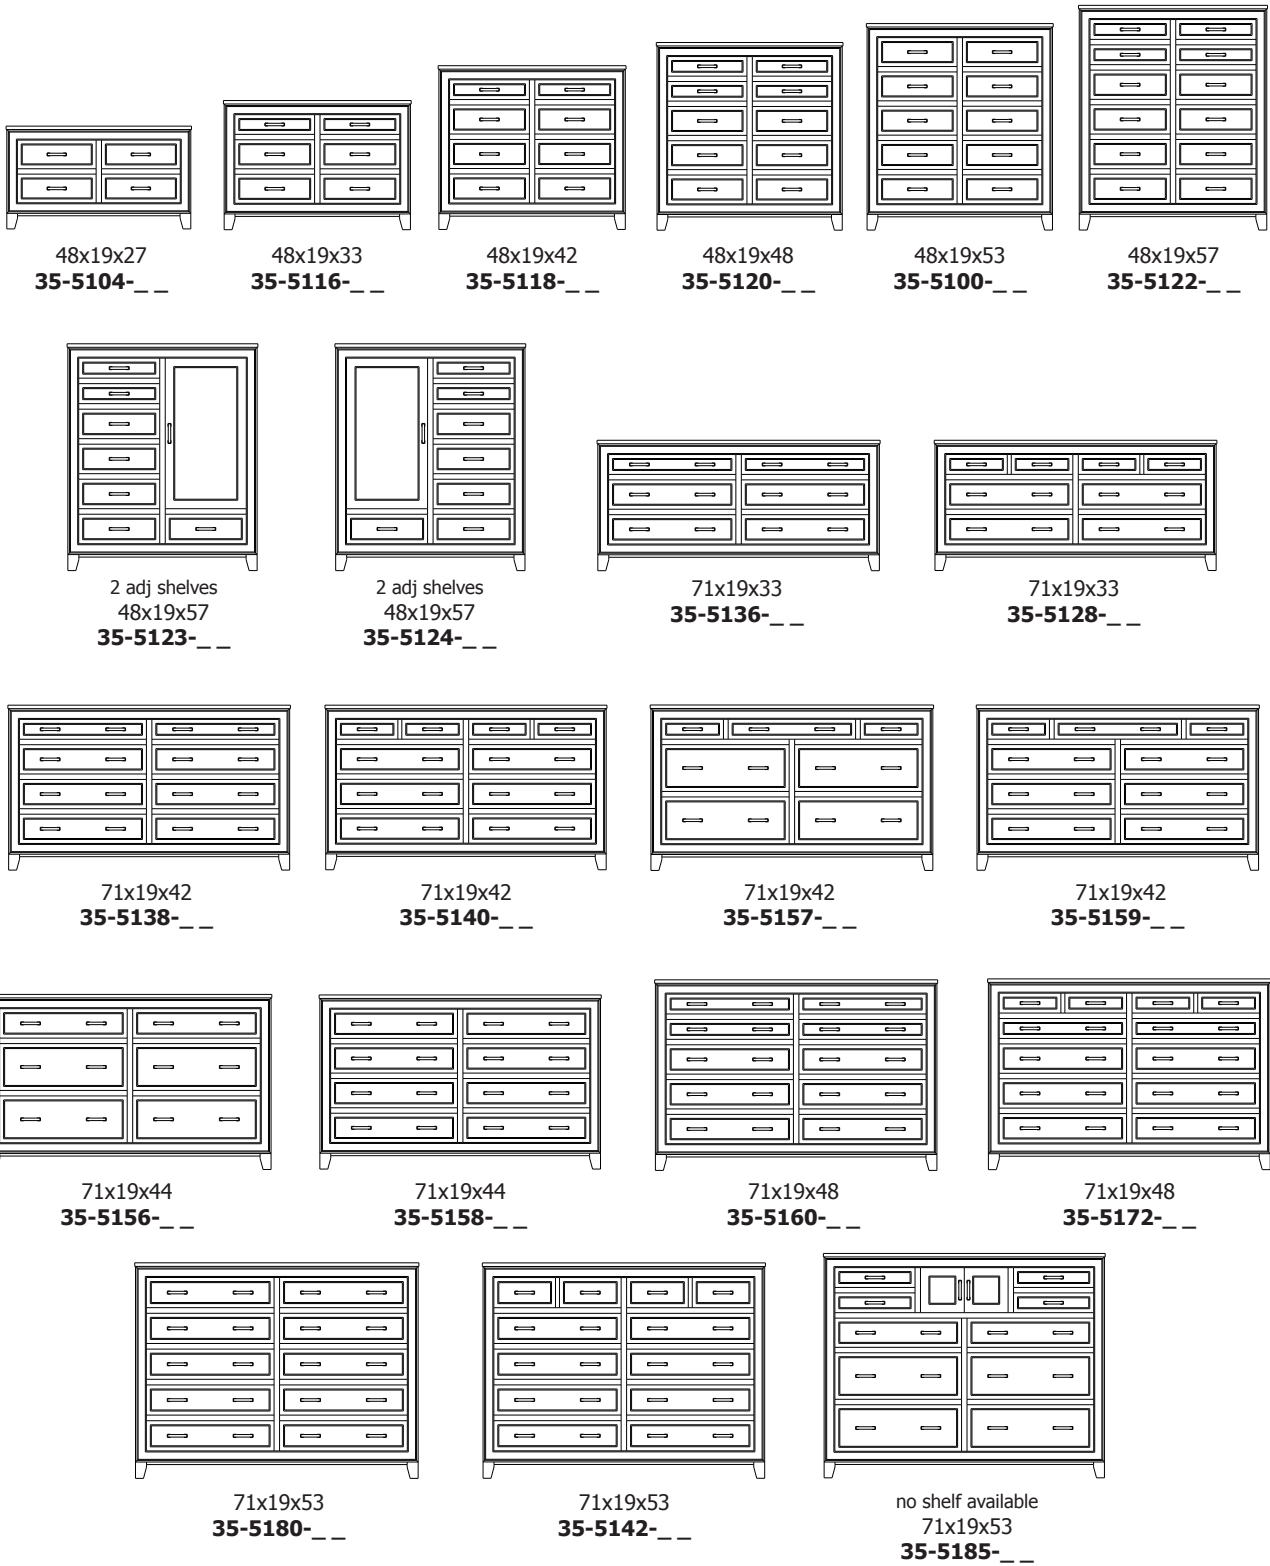 48x19x27
35-5104-_ _
48x19x33
35-5116-_ _
48x19x42
35-5118-_ _
48x19x48
35-5120-_ _
48x19x53
35-5100-_ _
48x19x57
35-5122-_ _
2 adj shelves
48x19x57
35-5123-_ _
2 adj shelves
48x19x57
35-5124-_ _
71x19x33
35-5136-_ _
71x19x33
35-5128-_ _
71x19x42
35-5138-_ _
71x19x42
35-5140-_ _
71x19x42
35-5157-_ _
71x19x42
35-5159-_ _
71x19x44
35-5156-_ _
71x19x44
35-5158-_ _
71x19x48
35-5160-_ _
71x19x48
35-5172-_ _
71x19x53
35-5180-_ _
71x19x53
35-5142-_ _
no shelf available
71x19x53
35-5185-_ _